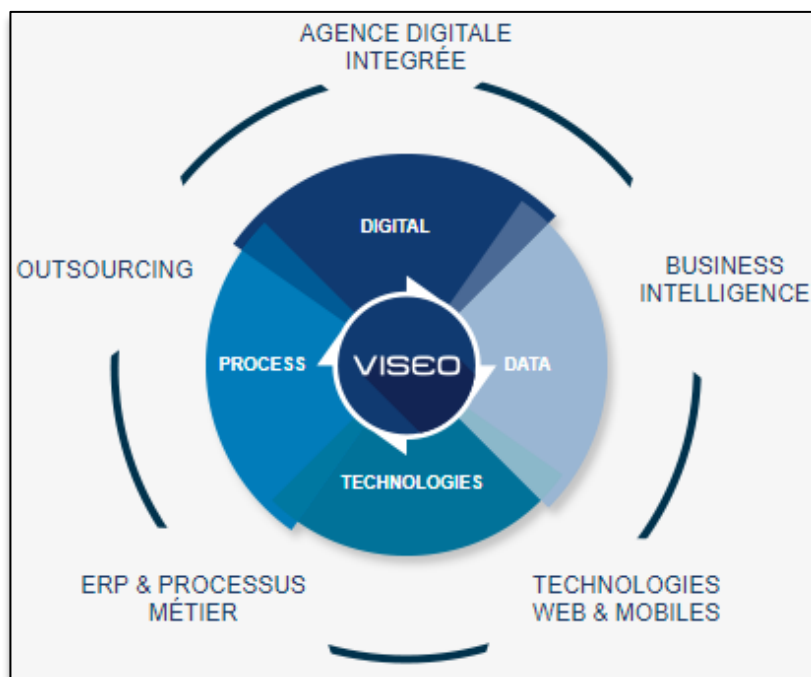 AGENCE DIGITALE
INTEGRÉE
DIGITAL
OUTSOURCING
BUSINESS
INTELLIGENCE
PROCESS
VISEO
DATA
TECHNOLOGIES
ERP & PROCESSUS
MÉTIER
TECHNOLOGIES
WEB & MOBILES